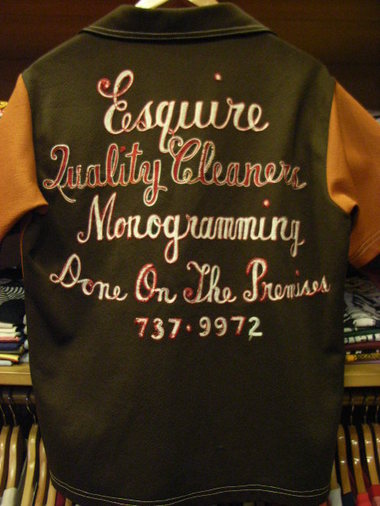 Esquire
Quality Cleaners
Monogramming
Done On The Premises
737·9972